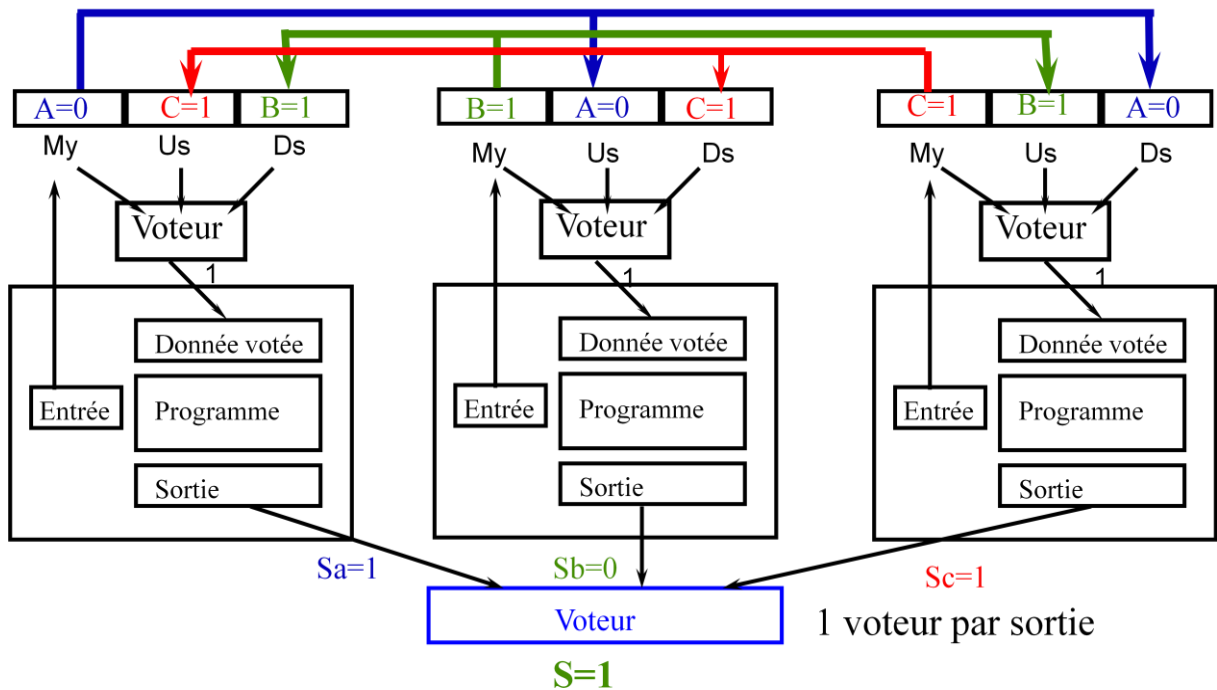 A=0 C=1 B=1 B=1 A=0 C=1 C=1 B=1 A=0
My Us Ds My Us Ds My Us Ds
Voteur Voteur Voteur
1 1 1
Donnée votée Donnée votée Donnée votée
Entrée Programme Entrée Programme Entrée Programme
Sortie Sortie Sortie
Sa=1 Sb=0 Sc=1
Voteur 1 voteur par sortie
S=1